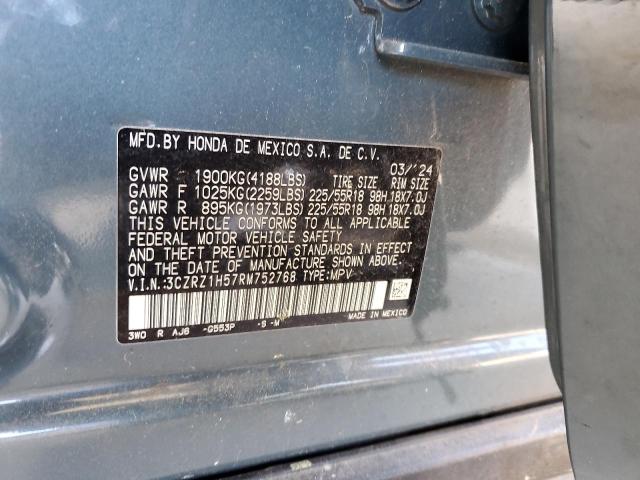 MFD.BY HONDA DE MEXICO S.A. DE C.V.
03/'24
GVWR 1900KG(4188LBS) TIRE SIZE RIM SIZE
GAWR F 1025KG(2259LBS) 225/55R18 98H 18X7.0J
GAWR R 895KG(1973LBS) 225/55R18 98H 18X7.0J
THIS VEHICLE CONFORMS TO ALL APPLICABLE
FEDERAL MOTOR VEHICLE SAFETY
AND THEFT PREVENTION STANDARDS IN EFFECT
ON THE DATE OF MANUFACTURE SHOWN ABOVE.
V.I.N.:3CZRZ1H57RM752768 TYPE:MPV
3WO R AJ6 -G553P -S -M
MADE IN MEXICO